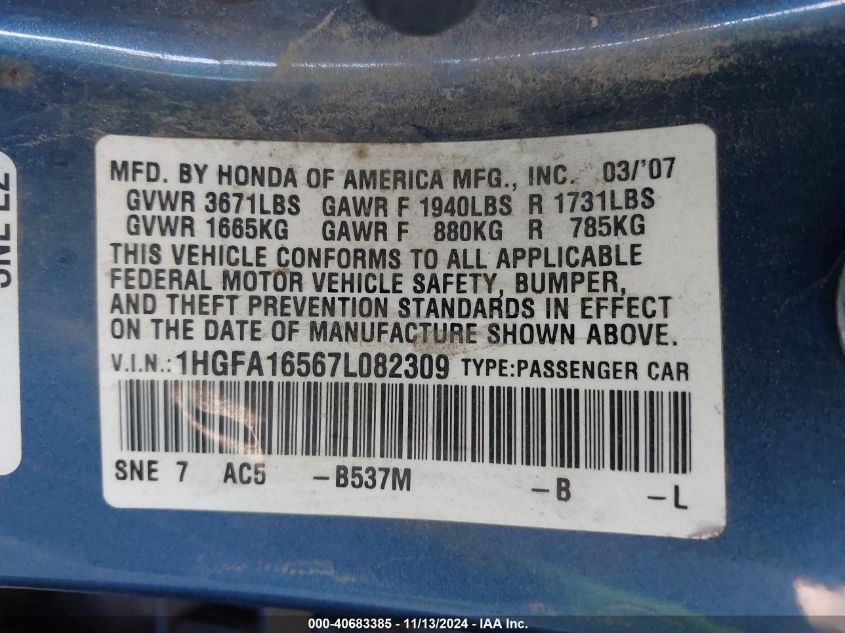 MFD. BY HONDA OF AMERICA MFG., INC. 03/'07
GVWR 3671LBS GAWR F 1940LBS R 1731LBS
GVWR 1665KG GAWR F 880KG R 785KG
THIS VEHICLE CONFORMS TO ALL APPLICABLE
FEDERAL MOTOR VEHICLE SAFETY, BUMPER,
AND THEFT PREVENTION STANDARDS IN EFFECT
ON THE DATE OF MANUFACTURE SHOWN ABOVE.
V.I.N.: 1HGFA16567L082309 TYPE:PASSENGER CAR
SNE 7 AC5 -B537M -B -L
000-40683385 - 11/13/2024 - IAA Inc.